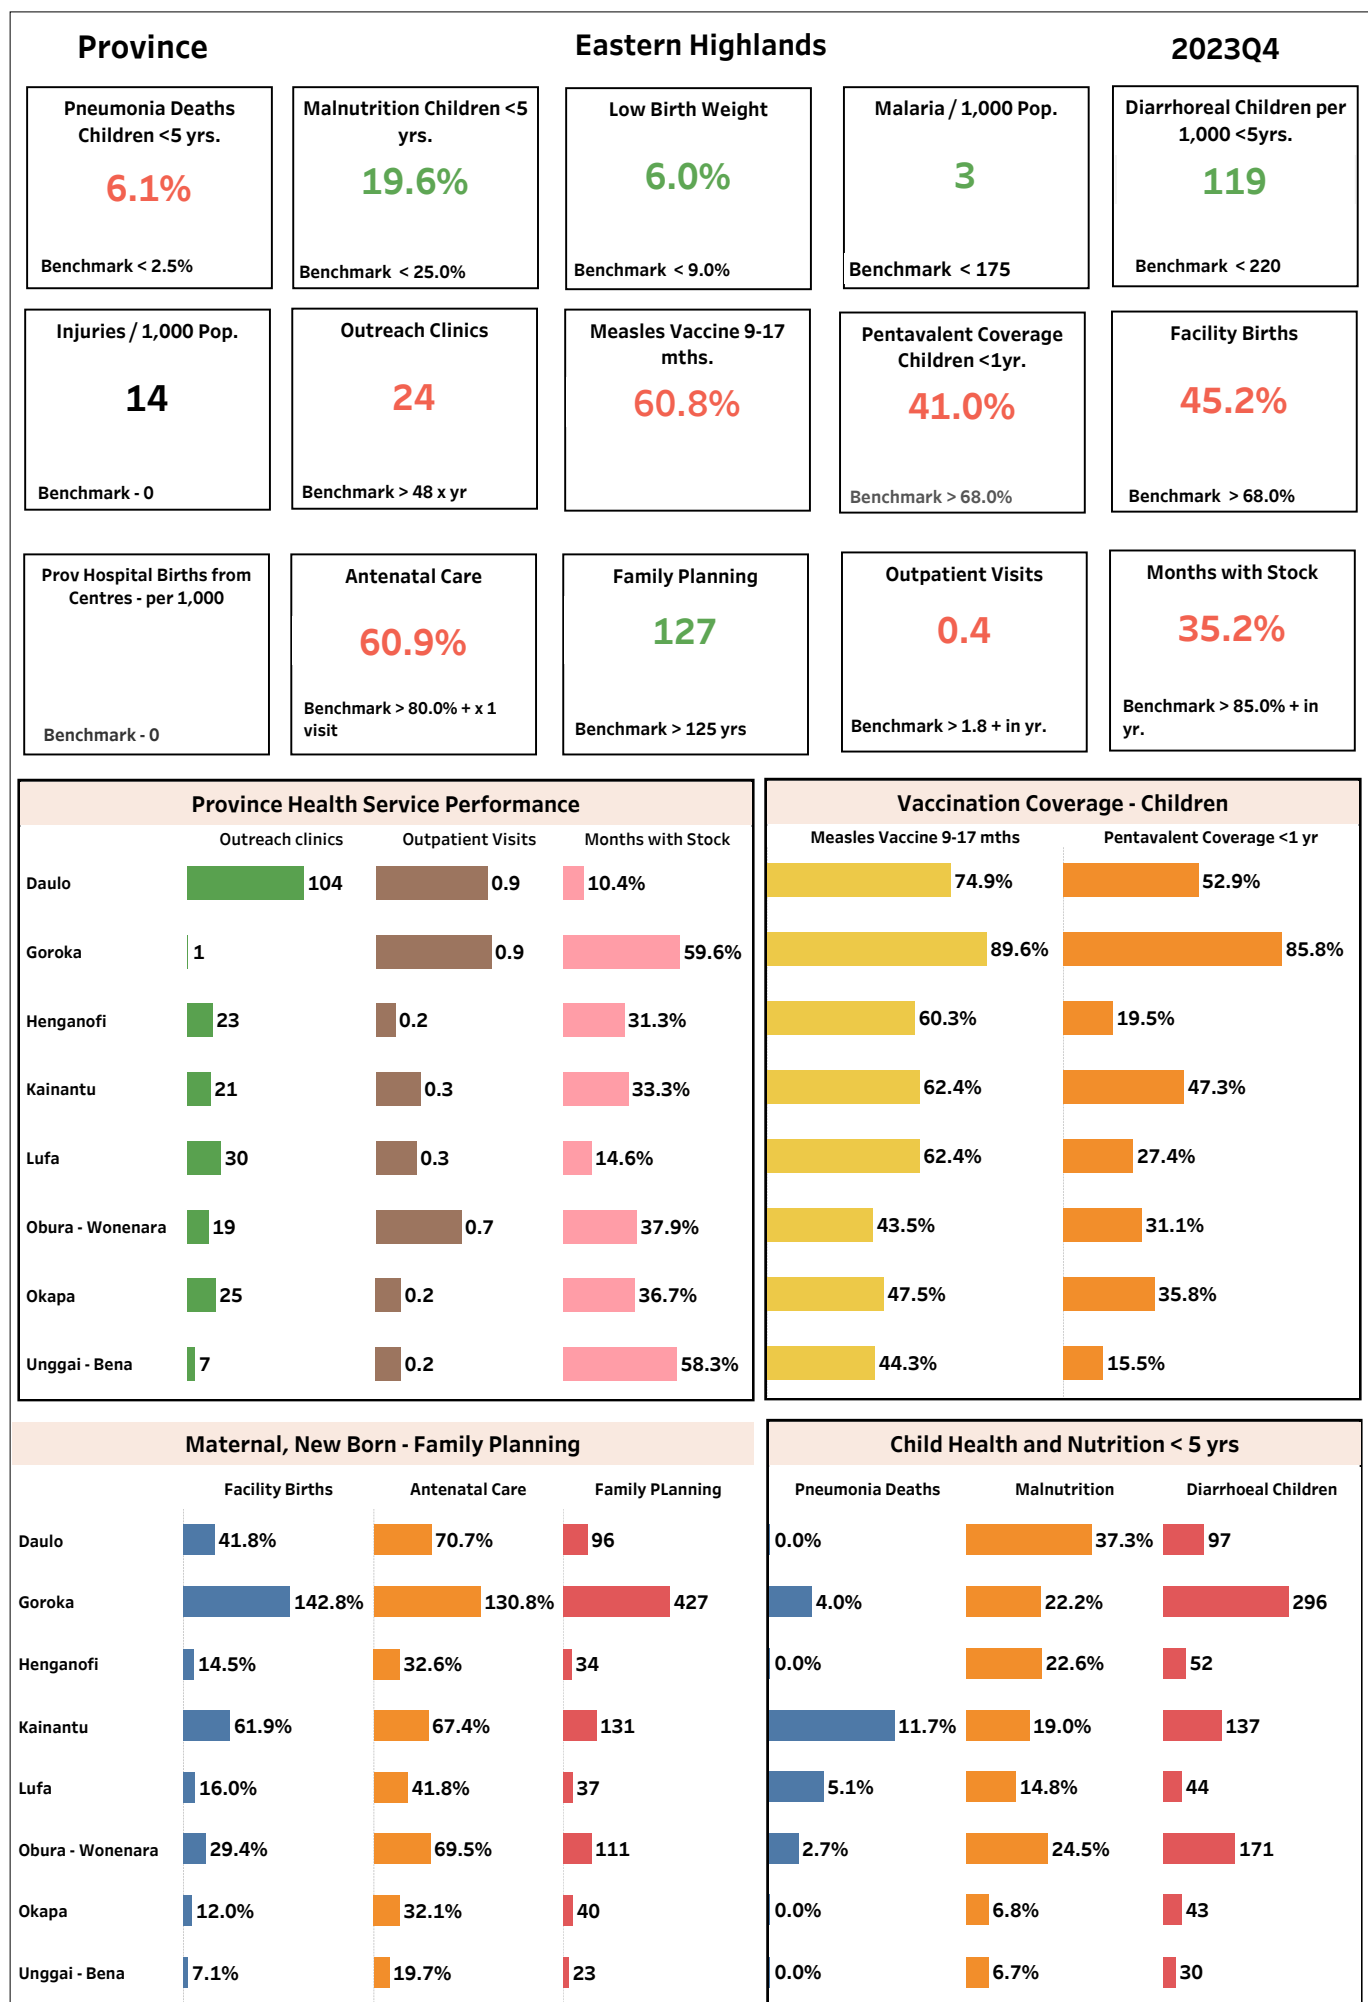 Province
Eastern Highlands
2023Q4
Pneumonia Deaths
Children <5 yrs.
6.1%
Benchmark < 2.5%
Malnutrition Children <5
yrs.
19.6%
Benchmark < 25.0%
Low Birth Weight
6.0%
Benchmark < 9.0%
Malaria / 1,000 Pop.
3
Benchmark < 175
Diarrhoreal Children per
1,000 <5yrs.
119
Benchmark < 220
Injuries / 1,000 Pop.
14
Benchmark - 0
Outreach Clinics
24
Benchmark > 48 x yr
Measles Vaccine 9-17
mths.
60.8%
Pentavalent Coverage
Children <1yr.
41.0%
Benchmark > 68.0%
Facility Births
45.2%
Benchmark > 68.0%
Prov Hospital Births from
Centres - per 1,000
Benchmark - 0
Antenatal Care
60.9%
Benchmark > 80.0% + x 1
visit
Family Planning
127
Benchmark > 125 yrs
Outpatient Visits
0.4
Benchmark > 1.8 + in yr.
Months with Stock
35.2%
Benchmark > 85.0% + in
yr.
Province Health Service Performance
Outreach clinics Outpatient Visits Months with Stock
Daulo 104 0.9 10.4%
Goroka 1 0.9 59.6%
Henganofi 23 0.2 31.3%
Kainantu 21 0.3 33.3%
Lufa 30 0.3 14.6%
Obura - Wonenara 19 0.7 37.9%
Okapa 25 0.2 36.7%
Unggai - Bena 7 0.2 58.3%
Vaccination Coverage - Children
Measles Vaccine 9-17 mths Pentavalent Coverage <1 yr
74.9% 52.9%
89.6% 85.8%
60.3% 19.5%
62.4% 47.3%
62.4% 27.4%
43.5% 31.1%
47.5% 35.8%
44.3% 15.5%
Maternal, New Born - Family Planning
Facility Births Antenatal Care Family PLanning
Daulo 41.8% 70.7% 96
Goroka 142.8% 130.8% 427
Henganofi 14.5% 32.6% 34
Kainantu 61.9% 67.4% 131
Lufa 16.0% 41.8% 37
Obura - Wonenara 29.4% 69.5% 111
Okapa 12.0% 32.1% 40
Unggai - Bena 7.1% 19.7% 23
Child Health and Nutrition < 5 yrs
Pneumonia Deaths Malnutrition Diarrhoeal Children
0.0% 37.3% 97
4.0% 22.2% 296
0.0% 22.6% 52
11.7% 19.0% 137
5.1% 14.8% 44
2.7% 24.5% 171
0.0% 6.8% 43
0.0% 6.7% 30